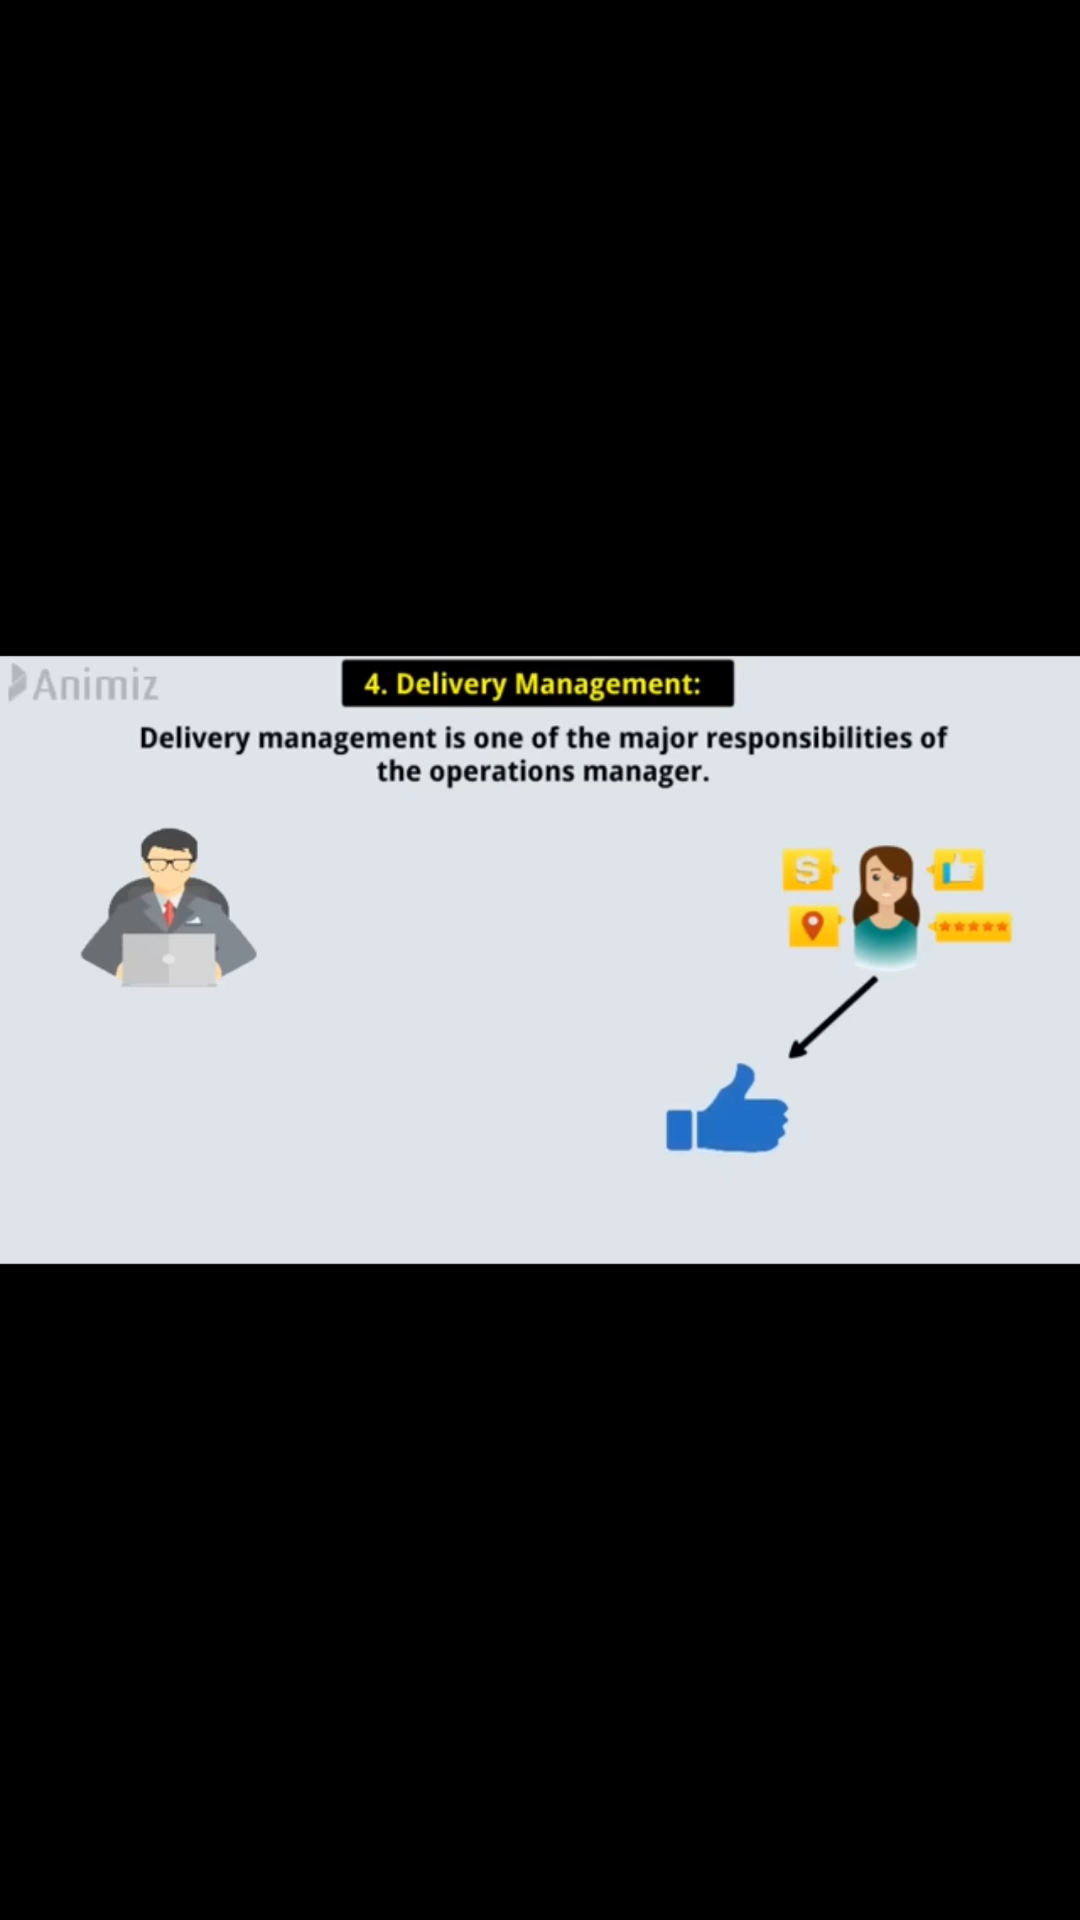 Animiz
4. Delivery Management:
Delivery management is one of the major responsibilities of
the operations manager.
$